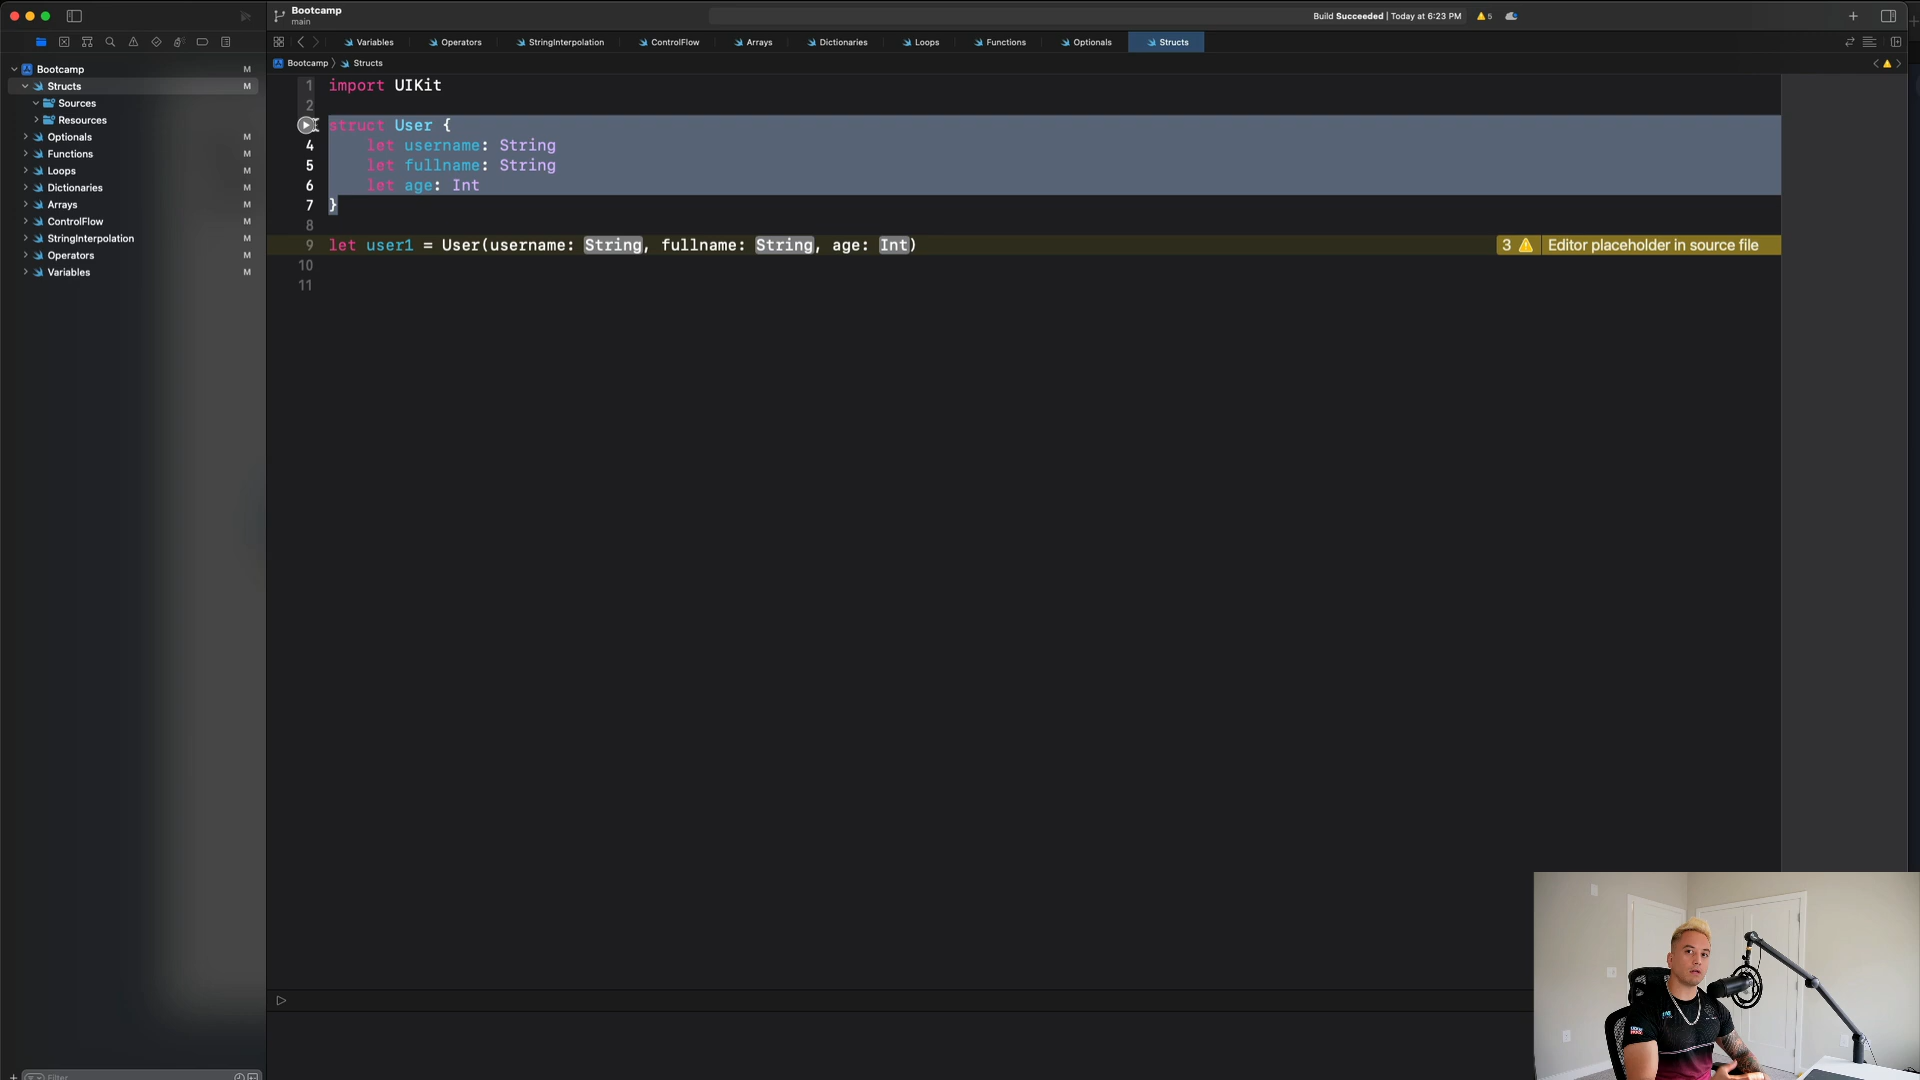 Bootcamp
main
Build Succeeded | Today at 6:23 PM
5
Variables
Operators
StringInterpolation
ControlFlow
Arrays
Dictionaries
Loops
Functions
Optionals
Structs
Bootcamp
Structs
Bootcamp M
Structs M
Sources
Resources
Optionals M
Functions M
Loops M
Dictionaries M
Arrays M
ControlFlow M
StringInterpolation M
Operators M
Variables M
Filter
1 import UIKit
2
struct User {
4 let username: String
5 let fullname: String
6 let age: Int
7 }
8
9 let user1 = User(username: String, fullname: String, age: Int)
3 Editor placeholder in source file
10
11